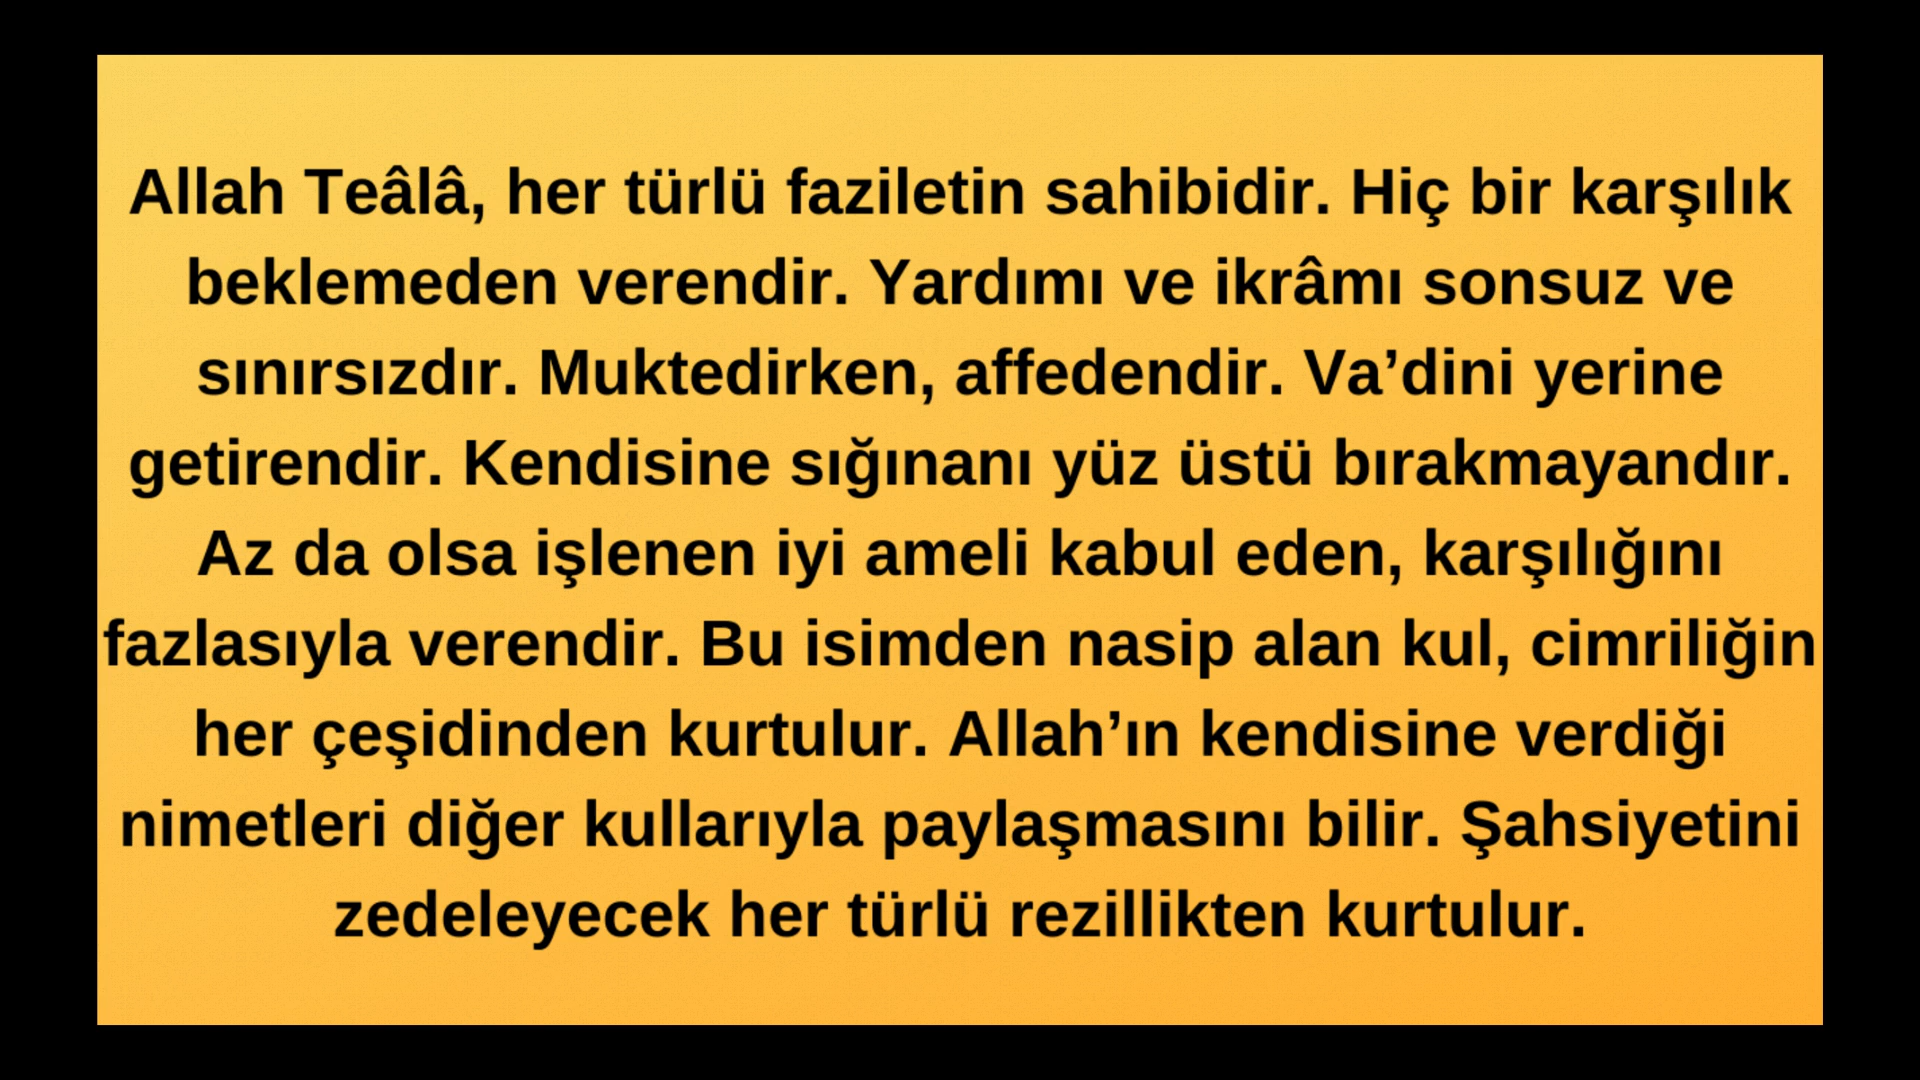 Allah Teâlâ, her türlü faziletin sahibidir. Hiç bir karşılık
beklemeden verendir. Yardımı ve ikrâmı sonsuz ve
sınırsızdır. Muktedirken, affedendir. Va’dini yerine
getirendir. Kendisine sığınanı yüz üstü bırakmayandır.
Az da olsa işlenen iyi ameli kabul eden, karşılığını
fazlasıyla verendir. Bu isimden nasip alan kul, cimriliğin
her çeşidinden kurtulur. Allah’ın kendisine verdiği
nimetleri diğer kullarıyla paylaşmasını bilir. Şahsiyetini
zedeleyecek her türlü rezillikten kurtulur.